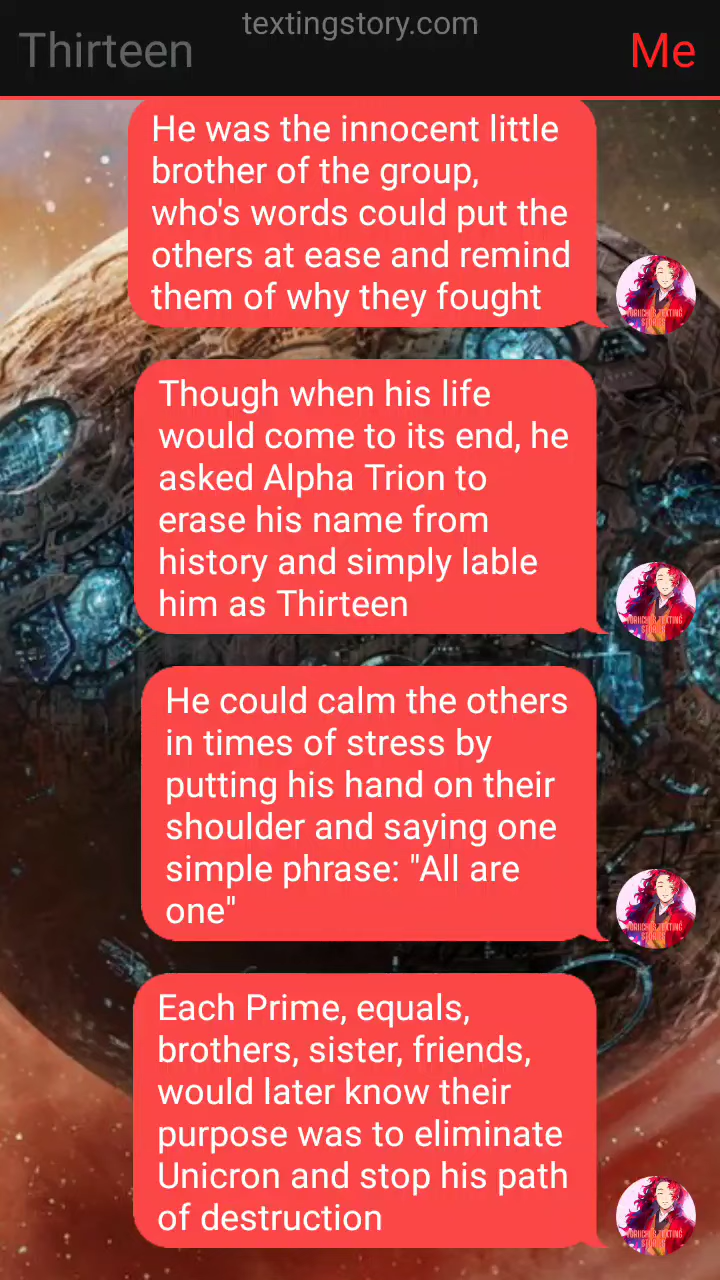 textingstory.com
Thirteen
Me
He was the innocent little
brother of the group,
who's words could put the
others at ease and remind
them of why they fought
Though when his life
would come to its end, he
asked Alpha Trion to
erase his name from
history and simply lable
him as Thirteen
He could calm the others
in times of stress by
putting his hand on their
shoulder and saying one
simple phrase: "All are
one"
Each Prime, equals,
brothers, sister, friends,
would later know their
purpose was to eliminate
Unicron and stop his path
of destruction